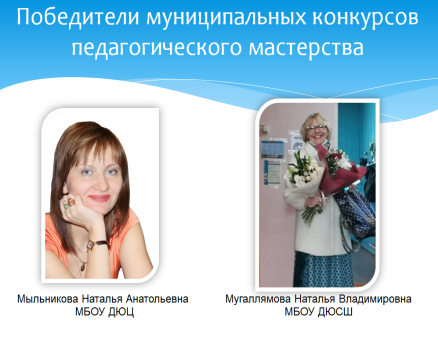 Победители муниципальных конкурсов
педагогического мастерства
Мыльникова Наталья Анатольевна
МБОУ ДЮЦ
Мугаллямова Наталья Владимировна
МБОУ ДЮСШ